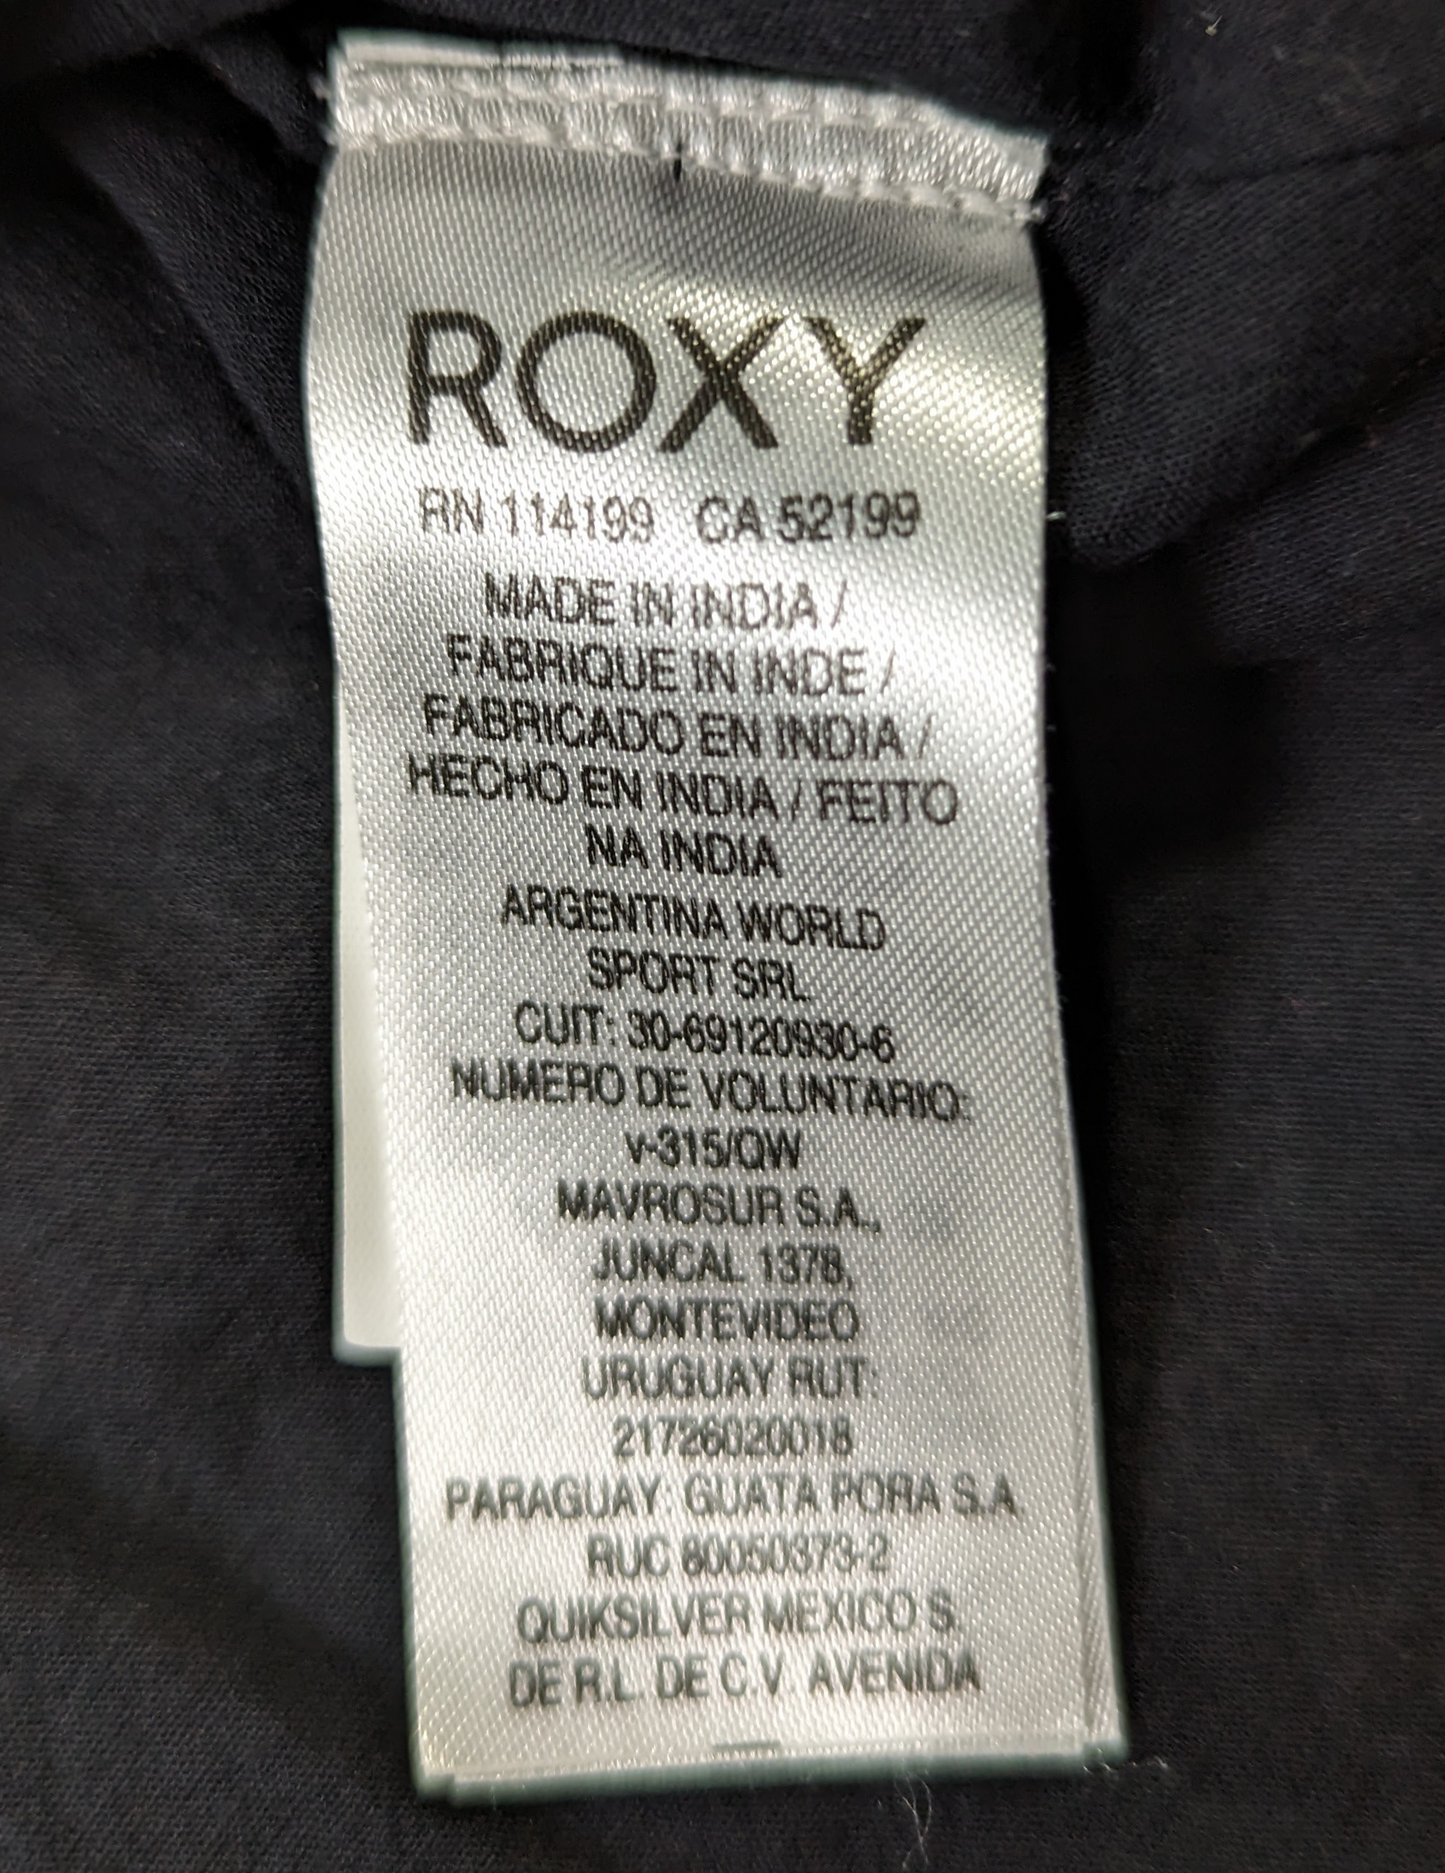 ROXY
RN 114199 CA 52199
MADE IN INDIA /
FABRIQUE IN INDE /
FABRICADO EN INDIA /
HECHO EN INDIA / FEITO
NA INDIA
ARGENTINA WORLD
SPORT SRL
CUIT: 30-69120930-6
NUMERO DE VOLUNTARIO:
v-315/QW
MAVROSUR S.A.,
JUNCAL 1378,
MONTEVIDEO
URUGUAY RUT:
21726020018
PARAGUAY: GUATA PORA S.A
RUC 80050373-2
QUIKSILVER MEXICO S.
DE R.L. DE C.V. AVENIDA